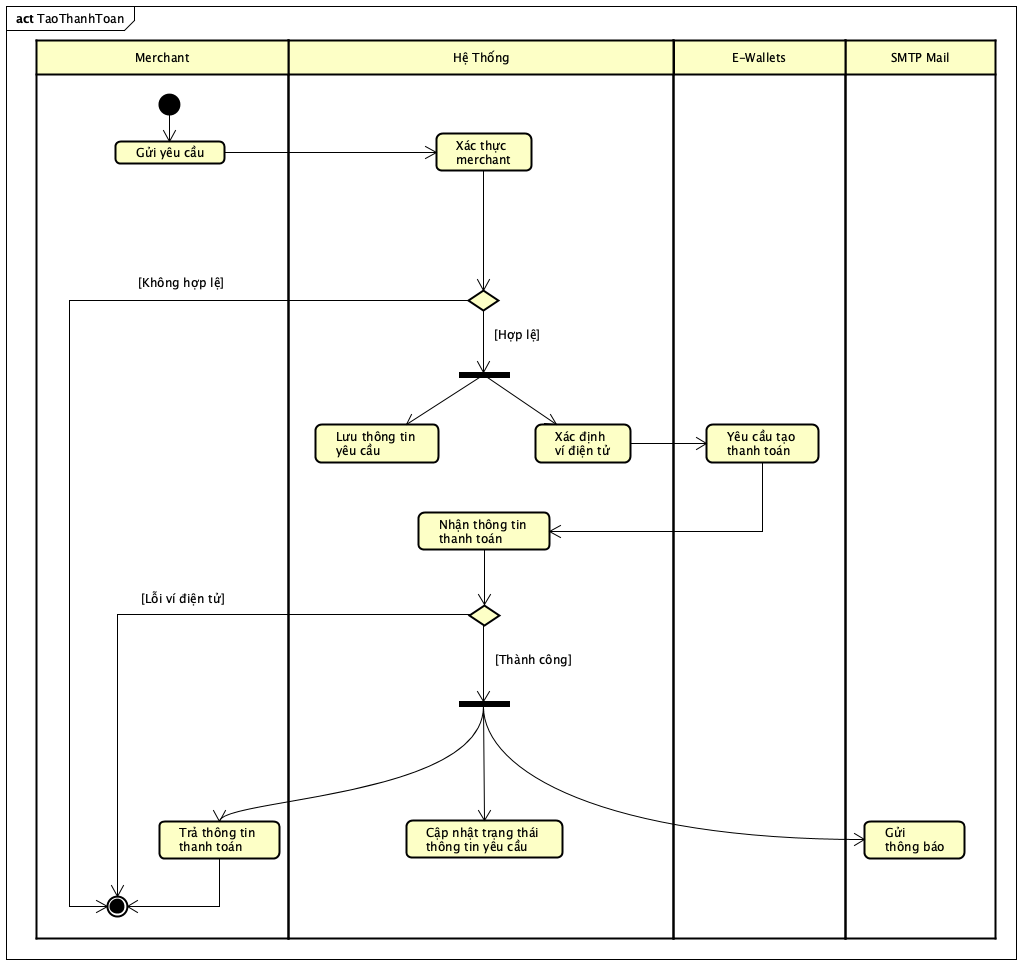 act TaoThanhToan
Merchant
Hệ Thống
E-Wallets
SMTP Mail
Gửi yêu cầu
Xác thực
merchant
[Không hợp lệ]
[Hợp lệ]
Lưu thông tin
yêu cầu
Xác định
ví điện tử
Yêu cầu tạo
thanh toán
Nhận thông tin
thanh toán
[Lỗi ví điện tử]
[Thành công]
Trả thông tin
thanh toán
Cập nhật trạng thái
thông tin yêu cầu
Gửi
thông báo